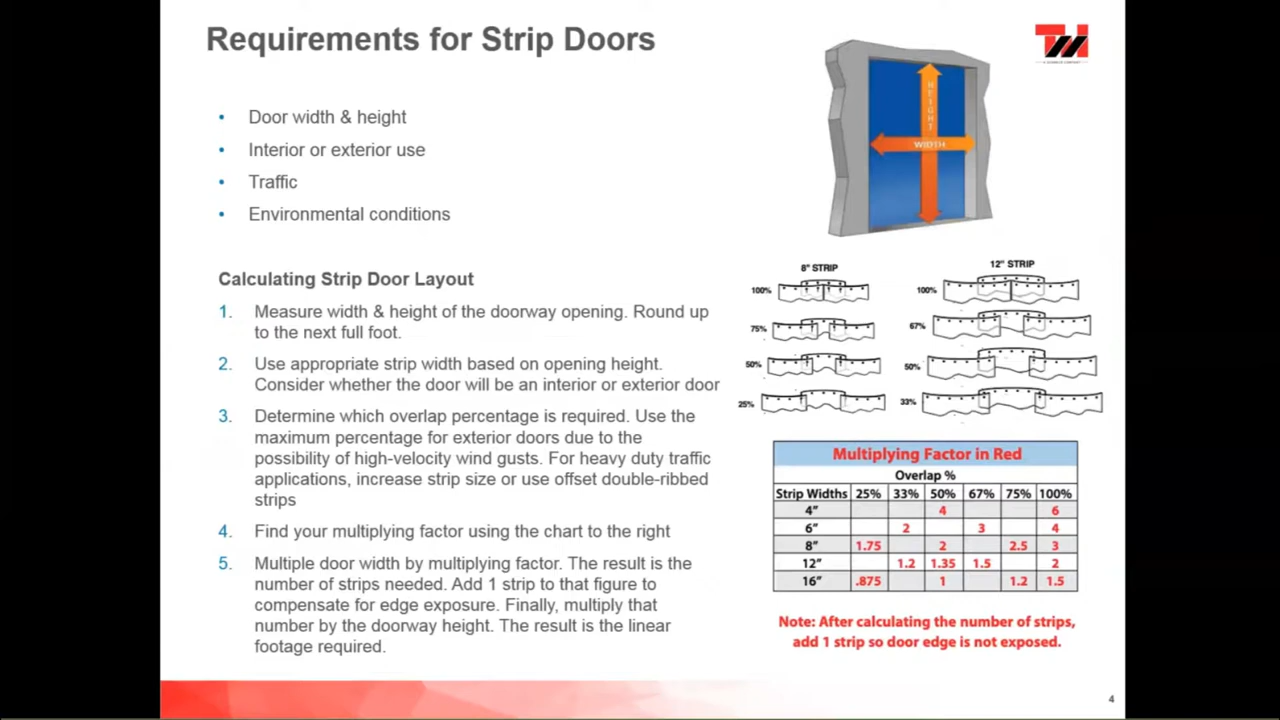 Requirements for Strip Doors
TW
HEIGHT
WIDTH
• Door width & height
• Interior or exterior use
• Traffic
• Environmental conditions
Calculating Strip Door Layout
1. Measure width & height of the doorway opening. Round up
to the next full foot.
2. Use appropriate strip width based on opening height.
Consider whether the door will be an interior or exterior door
3. Determine which overlap percentage is required. Use the
maximum percentage for exterior doors due to the
possibility of high-velocity wind gusts. For heavy duty traffic
applications, increase strip size or use offset double-ribbed
strips
4. Find your multiplying factor using the chart to the right
5. Multiple door width by multiplying factor. The result is the
number of strips needed. Add 1 strip to that figure to
compensate for edge exposure. Finally, multiply that
number by the doorway height. The result is the linear
footage required.
8" STRIP
100%
75%
50%
25%
12" STRIP
100%
67%
50%
33%
Multiplying Factor in Red
Overlap %
Strip Widths 25% 33% 50% 67% 75% 100%
4" 4 6
6" 2 3 4
8" 1.75 2 2.5 3
12" 1.2 1.35 1.5 2
16" .875 1 1.2 1.5
Note: After calculating the number of strips,
add 1 strip so door edge is not exposed.
4